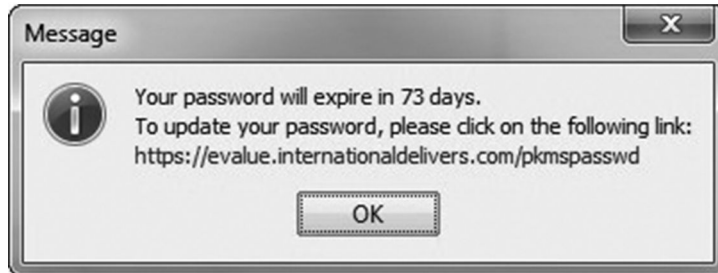 Message
Your password will expire in 73 days.
To update your password, please click on the following link:
https://evalue.internationaldelivers.com/pkmspasswd
OK